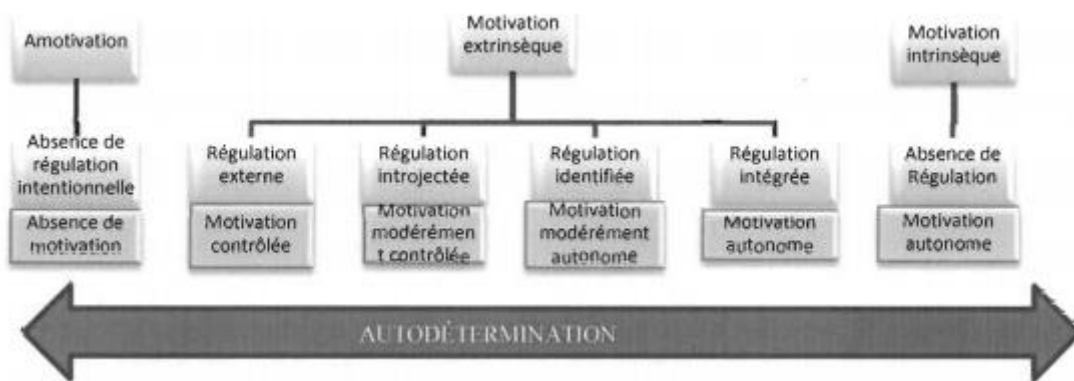 Amotivation
Motivation
extrinsèque
Motivation
intrinsèque
Absence de
régulation
intentionnelle
Absence de
motivation
Régulation
externe
Motivation
contrôlée
Régulation
introjectée
Motivation
modérémen
t contrôlée
Régulation
identifiée
Motivation
modérément
autonome
Régulation
intégrée
Motivation
autonome
Absence de
Régulation
Motivation
autonome
AUTODÉTERMINATION